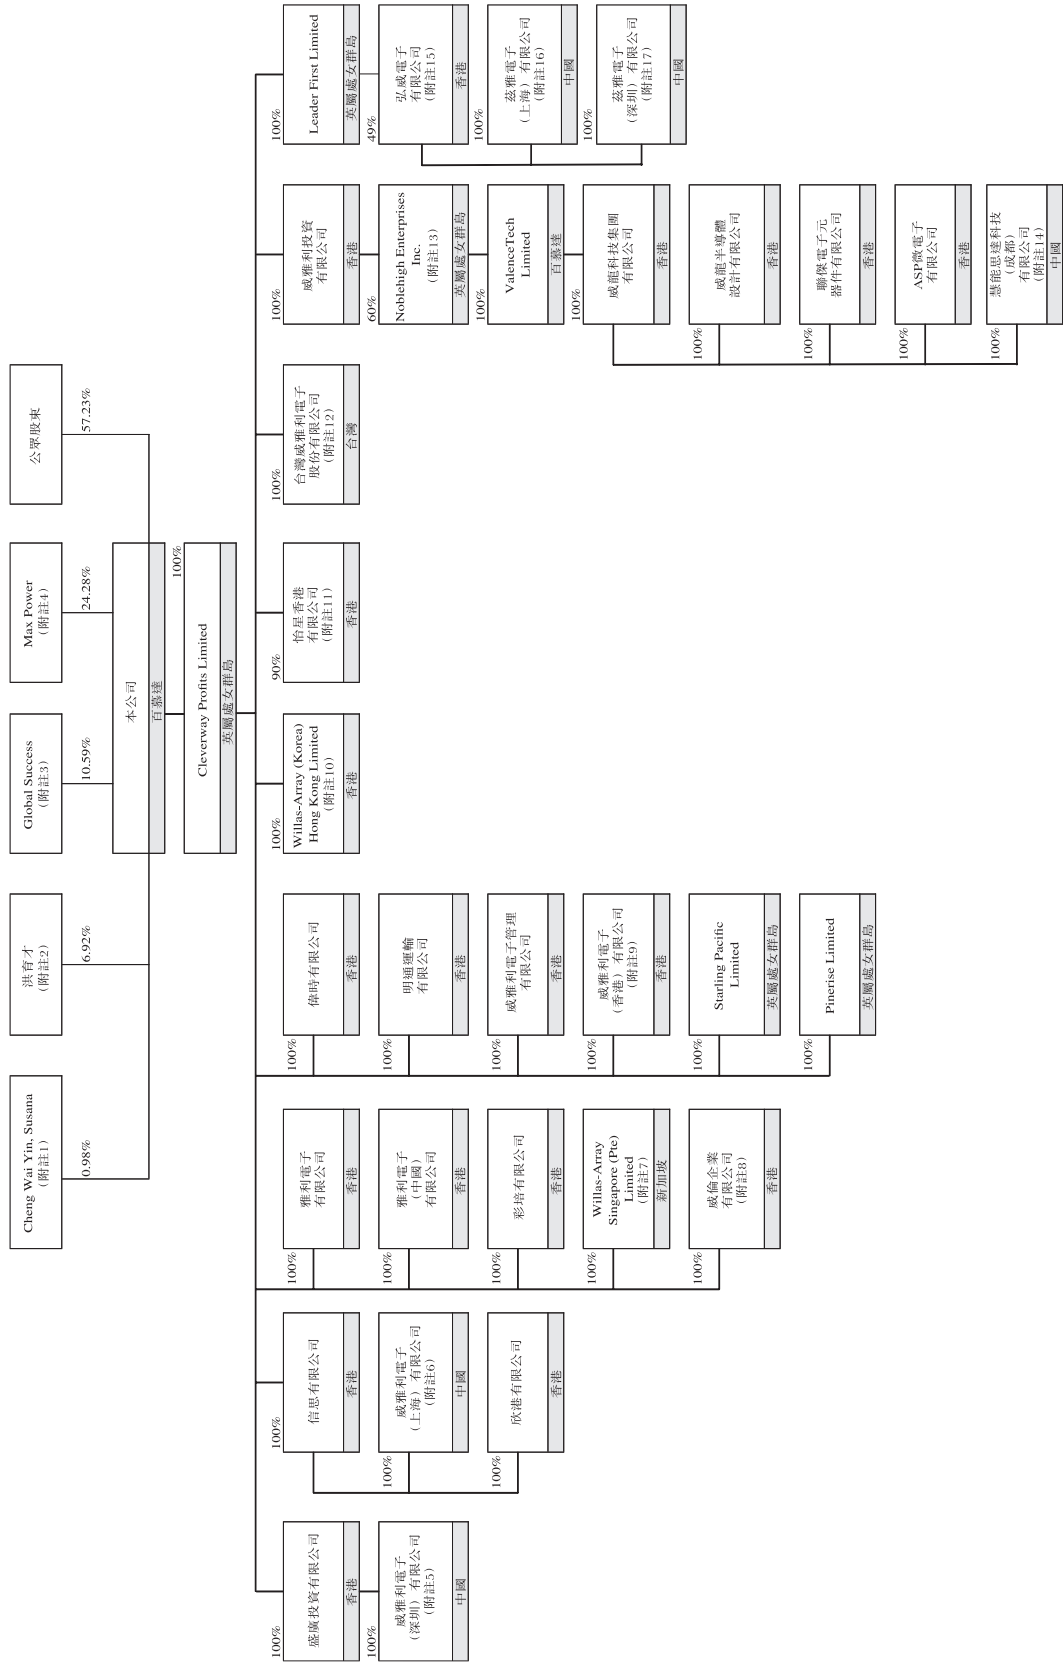 Cheng Wai Yin, Susana
(附註1)
0.98%
洪育才
(附註2)
6.92%
Global Success
(附註3)
10.59%
Max Power
(附註4)
24.28%
公眾股東
57.23%
本公司
百慕達
100%
Cleverway Profits Limited
英屬處女群島
100%
盛廣投資有限公司
香港
100%
威雅利電子
(深圳)有限公司
(附註5)
中國
100%
信思有限公司
香港
100%
威雅利電子
(上海)有限公司
(附註6)
中國
100%
欣港有限公司
香港
100%
雅利電子
有限公司
香港
100%
雅利電子
(中國)
有限公司
香港
100%
彩培有限公司
香港
100%
Willas-Array
Singapore (Pte)
Limited
(附註7)
新加坡
100%
威倫企業
有限公司
(附註8)
香港
100%
偉時有限公司
香港
100%
明通運輸
有限公司
香港
100%
威雅利電子管理
有限公司
香港
100%
威雅利電子
(香港)有限公司
(附註9)
香港
100%
Starling Pacific
Limited
英屬處女群島
100%
Pinerise Limited
英屬處女群島
100%
Willas-Array (Korea)
Hong Kong Limited
(附註10)
香港
90%
怡星香港
有限公司
(附註11)
香港
100%
台灣威雅利電子
股份有限公司
(附註12)
台灣
100%
威雅利投資
有限公司
香港
60%
Noblehigh Enterprises
Inc.
(附註13)
英屬處女群島
100%
ValenceTech
Limited
百慕達
100%
威龍科技集團
有限公司
香港
100%
威龍半導體
設計有限公司
香港
100%
聯傑電子元
器件有限公司
香港
100%
ASP微電子
有限公司
香港
100%
慧能思達科技
(成都)
有限公司
(附註14)
中國
100%
Leader First Limited
英屬處女群島
49%
弘威電子
有限公司
(附註15)
香港
100%
茲雅電子
(上海)有限公司
(附註16)
中國
100%
茲雅電子
(深圳)有限公司
(附註17)
中國